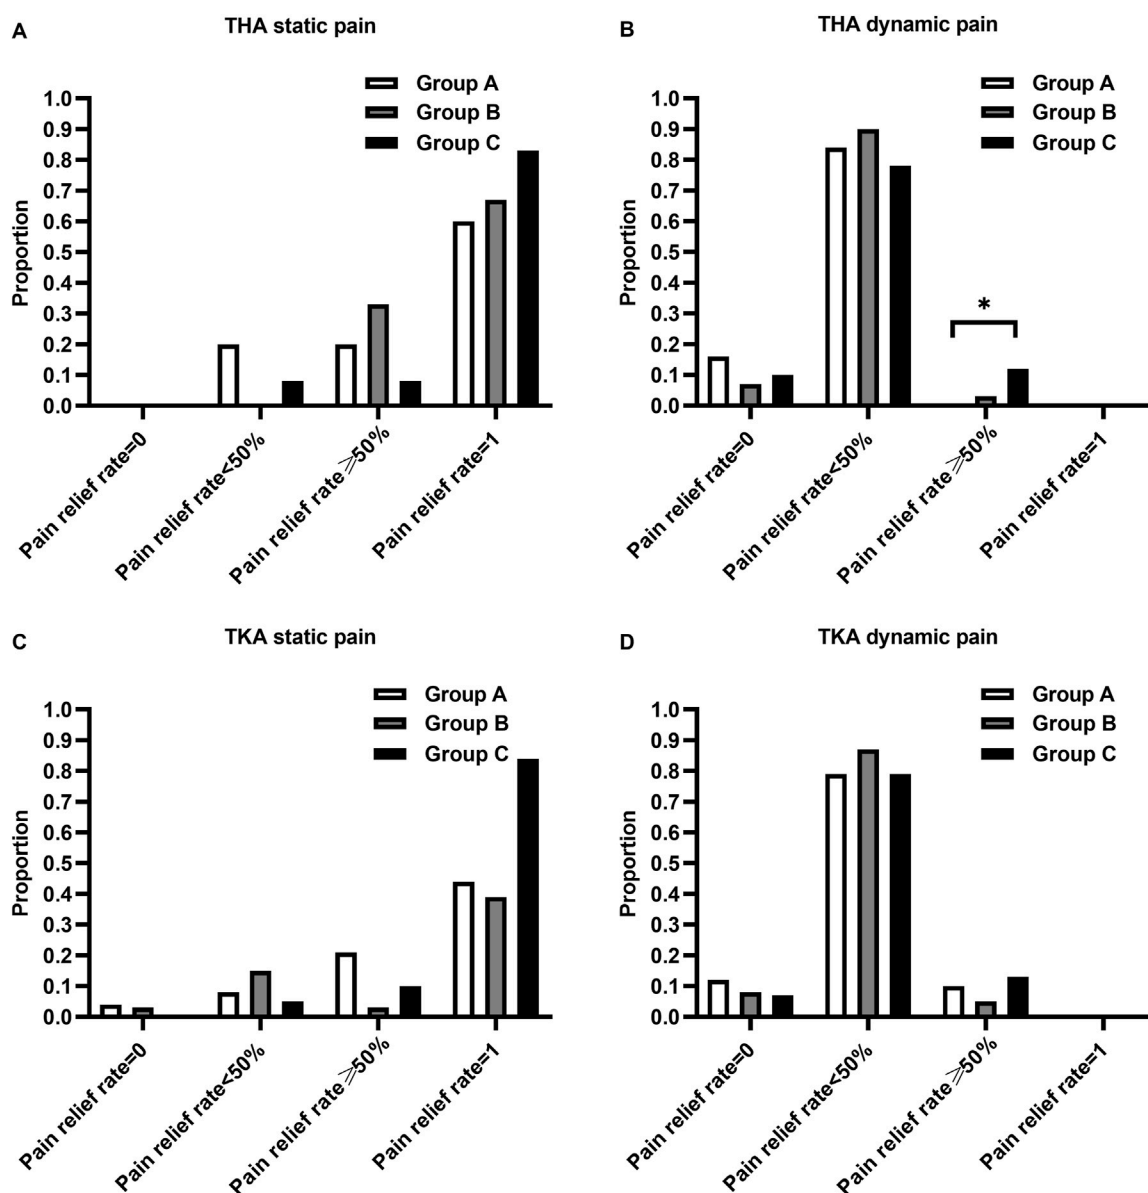 A
THA static pain
Group A
Group B
Group C
1.0
0.9
0.8
0.7
0.6
0.5
0.4
0.3
0.2
0.1
0.0
Proportion
Pain relief rate=0
Pain relief rate<50%
Pain relief rate⩾50%
Pain relief rate=1
B
THA dynamic pain
Group A
Group B
Group C
1.0
0.9
0.8
0.7
0.6
0.5
0.4
0.3
0.2
0.1
0.0
Proportion
*
Pain relief rate=0
Pain relief rate<50%
Pain relief rate⩾50%
Pain relief rate=1
C
TKA static pain
Group A
Group B
Group C
1.0
0.9
0.8
0.7
0.6
0.5
0.4
0.3
0.2
0.1
0.0
Proportion
Pain relief rate=0
Pain relief rate<50%
Pain relief rate⩾50%
Pain relief rate=1
D
TKA dynamic pain
Group A
Group B
Group C
1.0
0.9
0.8
0.7
0.6
0.5
0.4
0.3
0.2
0.1
0.0
Proportion
Pain relief rate=0
Pain relief rate<50%
Pain relief rate⩾50%
Pain relief rate=1